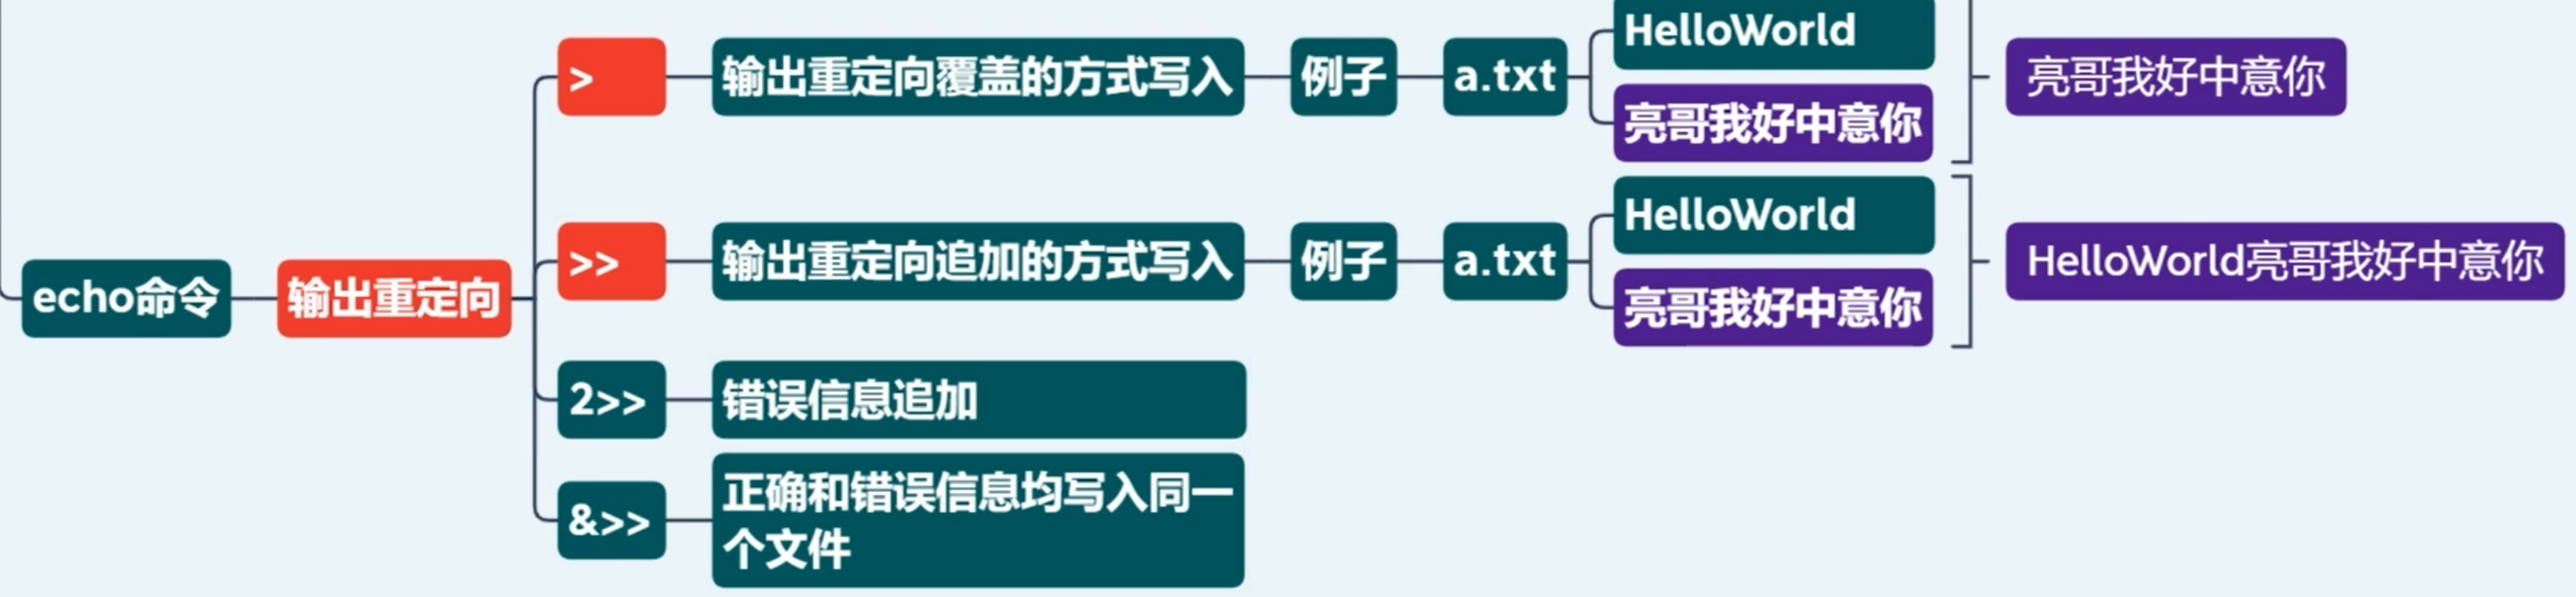 echo命令
输出重定向
>
输出重定向覆盖的方式写入
例子
a.txt
HelloWorld
亮哥我好中意你
亮哥我好中意你
>>
输出重定向追加的方式写入
例子
a.txt
HelloWorld
亮哥我好中意你
HelloWorld亮哥我好中意你
2>>
错误信息追加
&>>
正确和错误信息均写入同一
个文件